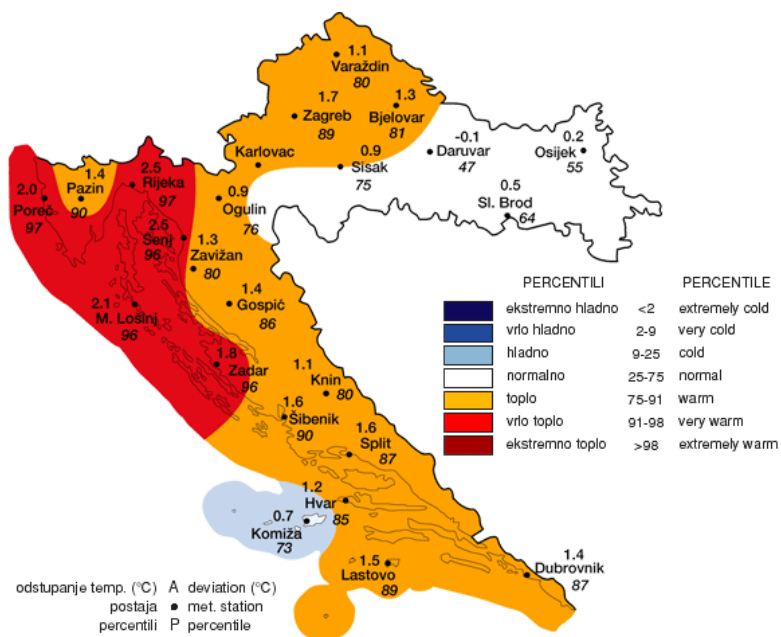 1.1
Varaždin
80
1.7
Zagreb
89
1.3
Bjelovar
81
Karlovac
0.9
Sisak
75
-0.1
Daruvar
47
0.2
Osijek
55
0.5
Sl. Brod
64
2.0
Poreč
97
1.4
Pazin
90
2.5
Rijeka
97
0.9
Ogulin
76
2.5
Senj
96
1.3
Zavižan
80
1.4
Gospić
86
2.1
M. Lošinj
96
1.8
Zadar
96
1.1
Knin 80
1.6
Šibenik
90
1.6
Split
87
1.2
Hvar
85
0.7
Komiža
73
1.5
Lastovo
89
1.4
Dubrovnik
87
PERCENTILI PERCENTILE
ekstremno hladno <2 extremely cold
vrlo hladno 2-9 very cold
hladno 9-25 cold
normalno 25-75 normal
toplo 75-91 warm
vrlo toplo 91-98 very warm
ekstremno toplo >98 extremely warm
odstupanje temp. (°C) A deviation (°C)
postaja ● met. station
percentili P percentile